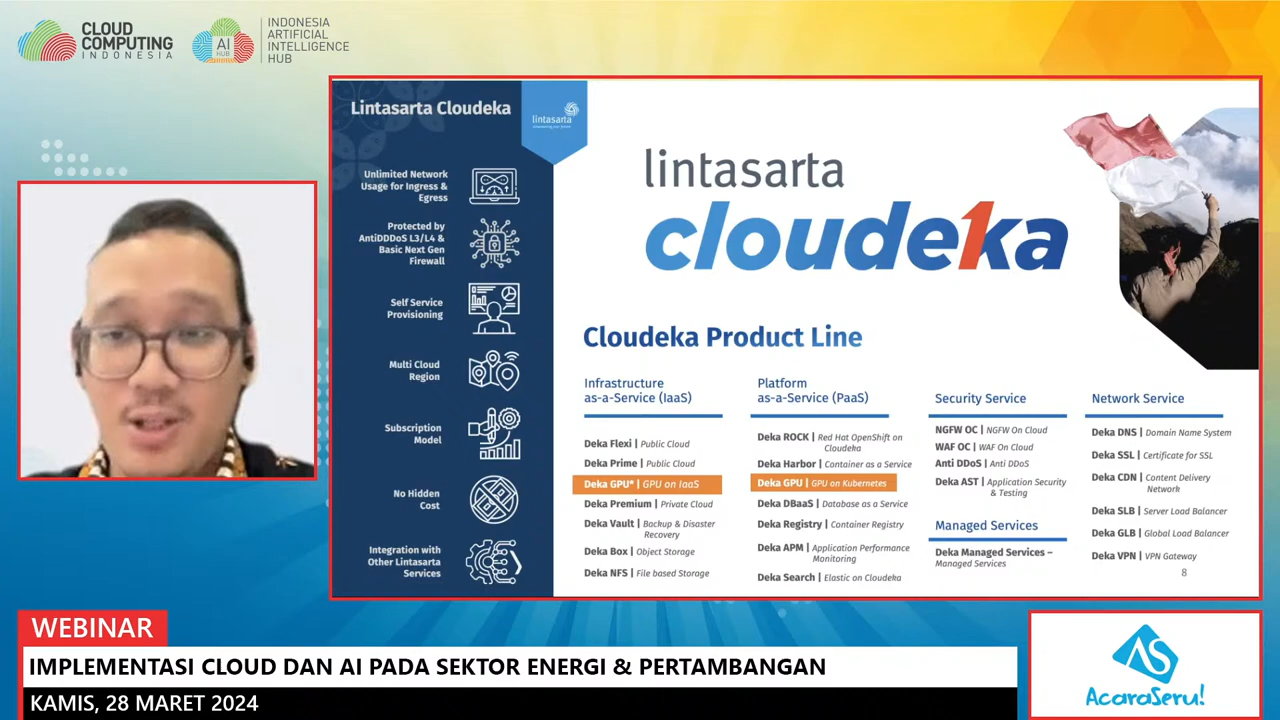 CLOUD
COMPUTING
INDONESIA
AI
HUB
INDONESIA
ARTIFICIAL
INTELLIGENCE
HUB
Lintasarta Cloudeka
lintasarta
Unlimited Network
Usage for Ingress &
Egress
Protected by
AntiDDDoS L3/L4 &
Basic Next Gen
Firewall
Self Service
Provisioning
Multi Cloud
Region
Subscription
Model
No Hidden
Cost
Integration with
Other Lintasarta
Services
lintasarta
cloudeka
Cloudeka Product Line
Infrastructure
as-a-Service (IaaS)
Deka Flexi | Public Cloud
Deka Prime | Public Cloud
Deka GPU* | GPU on IaaS
Deka Premium | Private Cloud
Deka Vault | Backup & Disaster
Recovery
Deka Box | Object Storage
Deka NFS | File based Storage
Platform
as-a-Service (PaaS)
Deka ROCK | Red Hat OpenShift on
Cloudeka
Deka Harbor | Container as a Service
Deka GPU | GPU on Kubernetes
Deka DBaaS | Database as a Service
Deka Registry | Container Registry
Deka APM | Application Performance
Monitoring
Deka Search | Elastic on Cloudeka
Security Service
NGFW OC | NGFW On Cloud
WAF OC | WAF On Cloud
Anti DDoS | Anti DDoS
Deka AST | Application Security
& Testing
Managed Services
Deka Managed Services –
Managed Services
Network Service
Deka DNS | Domain Name System
Deka SSL | Certificate for SSL
Deka CDN | Content Delivery
Network
Deka SLB | Server Load Balancer
Deka GLB | Global Load Balancer
Deka VPN | VPN Gateway
8
WEBINAR
IMPLEMENTASI CLOUD DAN AI PADA SEKTOR ENERGI & PERTAMBANGAN
KAMIS, 28 MARET 2024
AS
AcaraSeru!